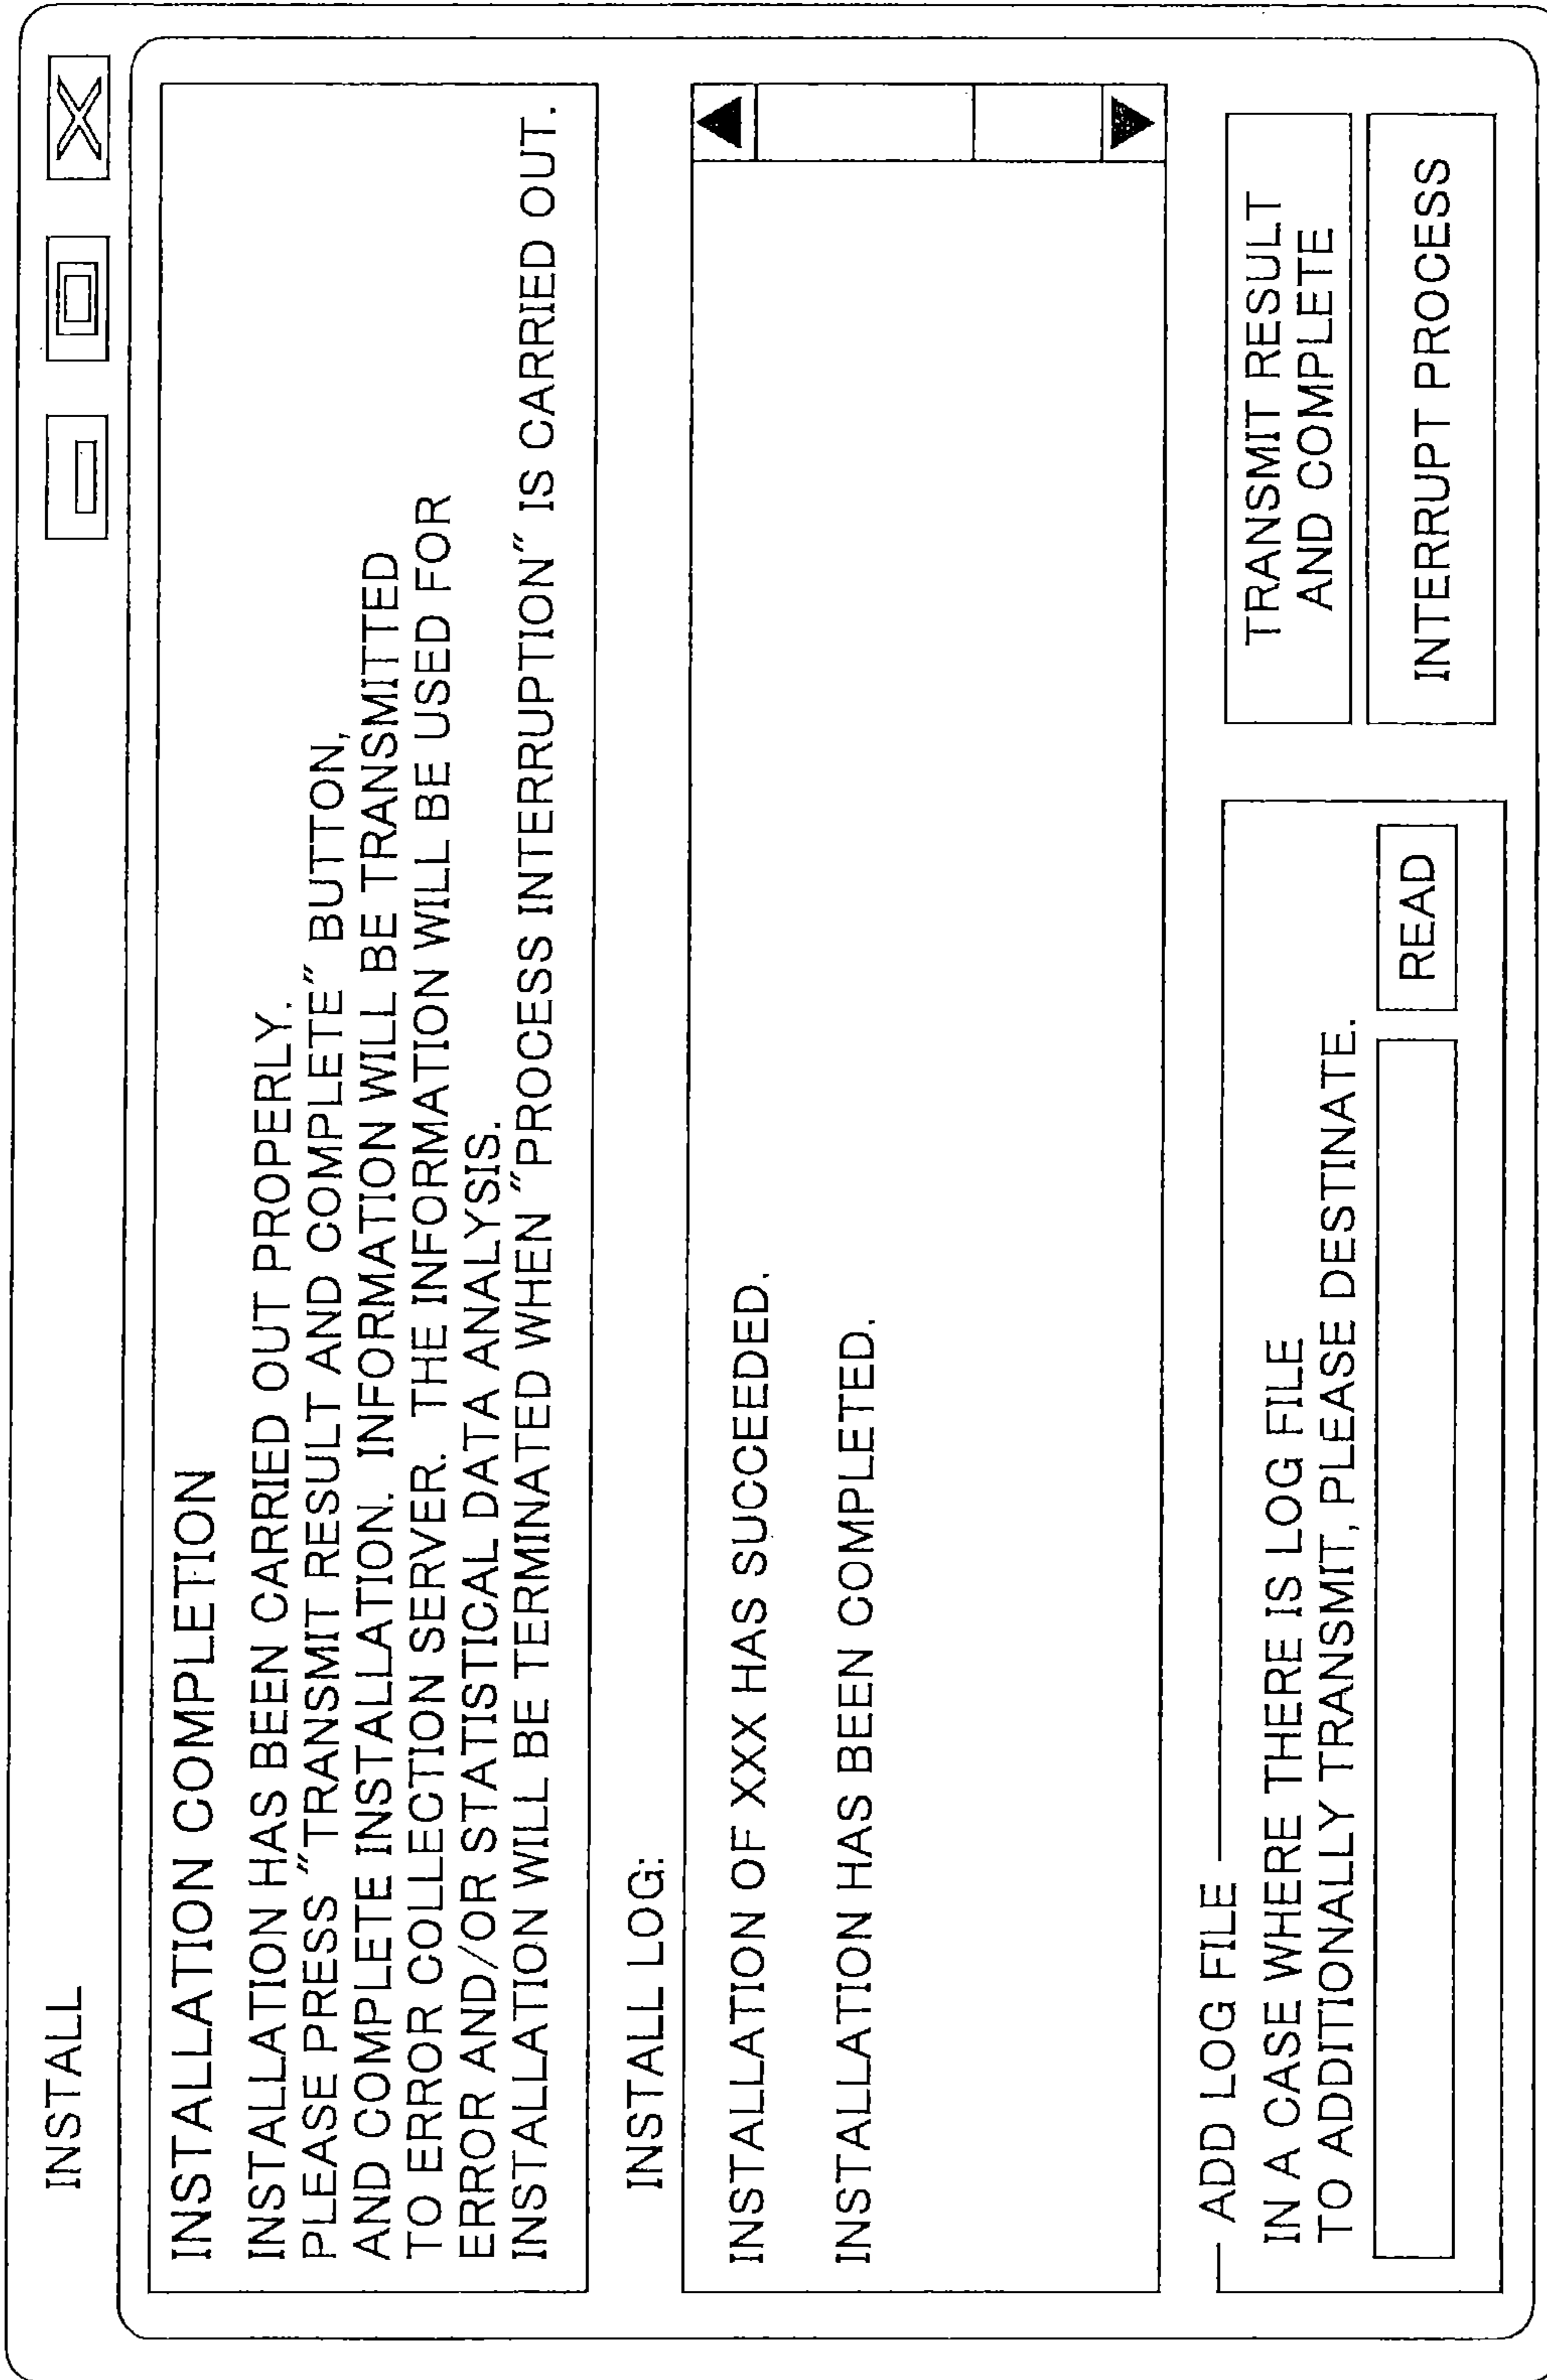 INSTALL
INSTALLATION COMPLETION
INSTALLATION HAS BEEN CARRIED OUT PROPERLY.
PLEASE PRESS "TRANSMIT RESULT AND COMPLETE" BUTTON,
AND COMPLETE INSTALLATION. INFORMATION WILL BE TRANSMITTED
TO ERROR COLLECTION SERVER. THE INFORMATION WILL BE USED FOR
ERROR AND/OR STATISTICAL DATA ANALYSIS.
INSTALLATION WILL BE TERMINATED WHEN "PROCESS INTERRUPTION" IS CARRIED OUT.
INSTALL LOG:
INSTALLATION OF XXX HAS SUCCEEDED.
INSTALLATION HAS BEEN COMPLETED.
ADD LOG FILE
IN A CASE WHERE THERE IS LOG FILE
TO ADDITIONALLY TRANSMIT, PLEASE DESTINATE.
READ
TRANSMIT RESULT
AND COMPLETE
INTERRUPT PROCESS